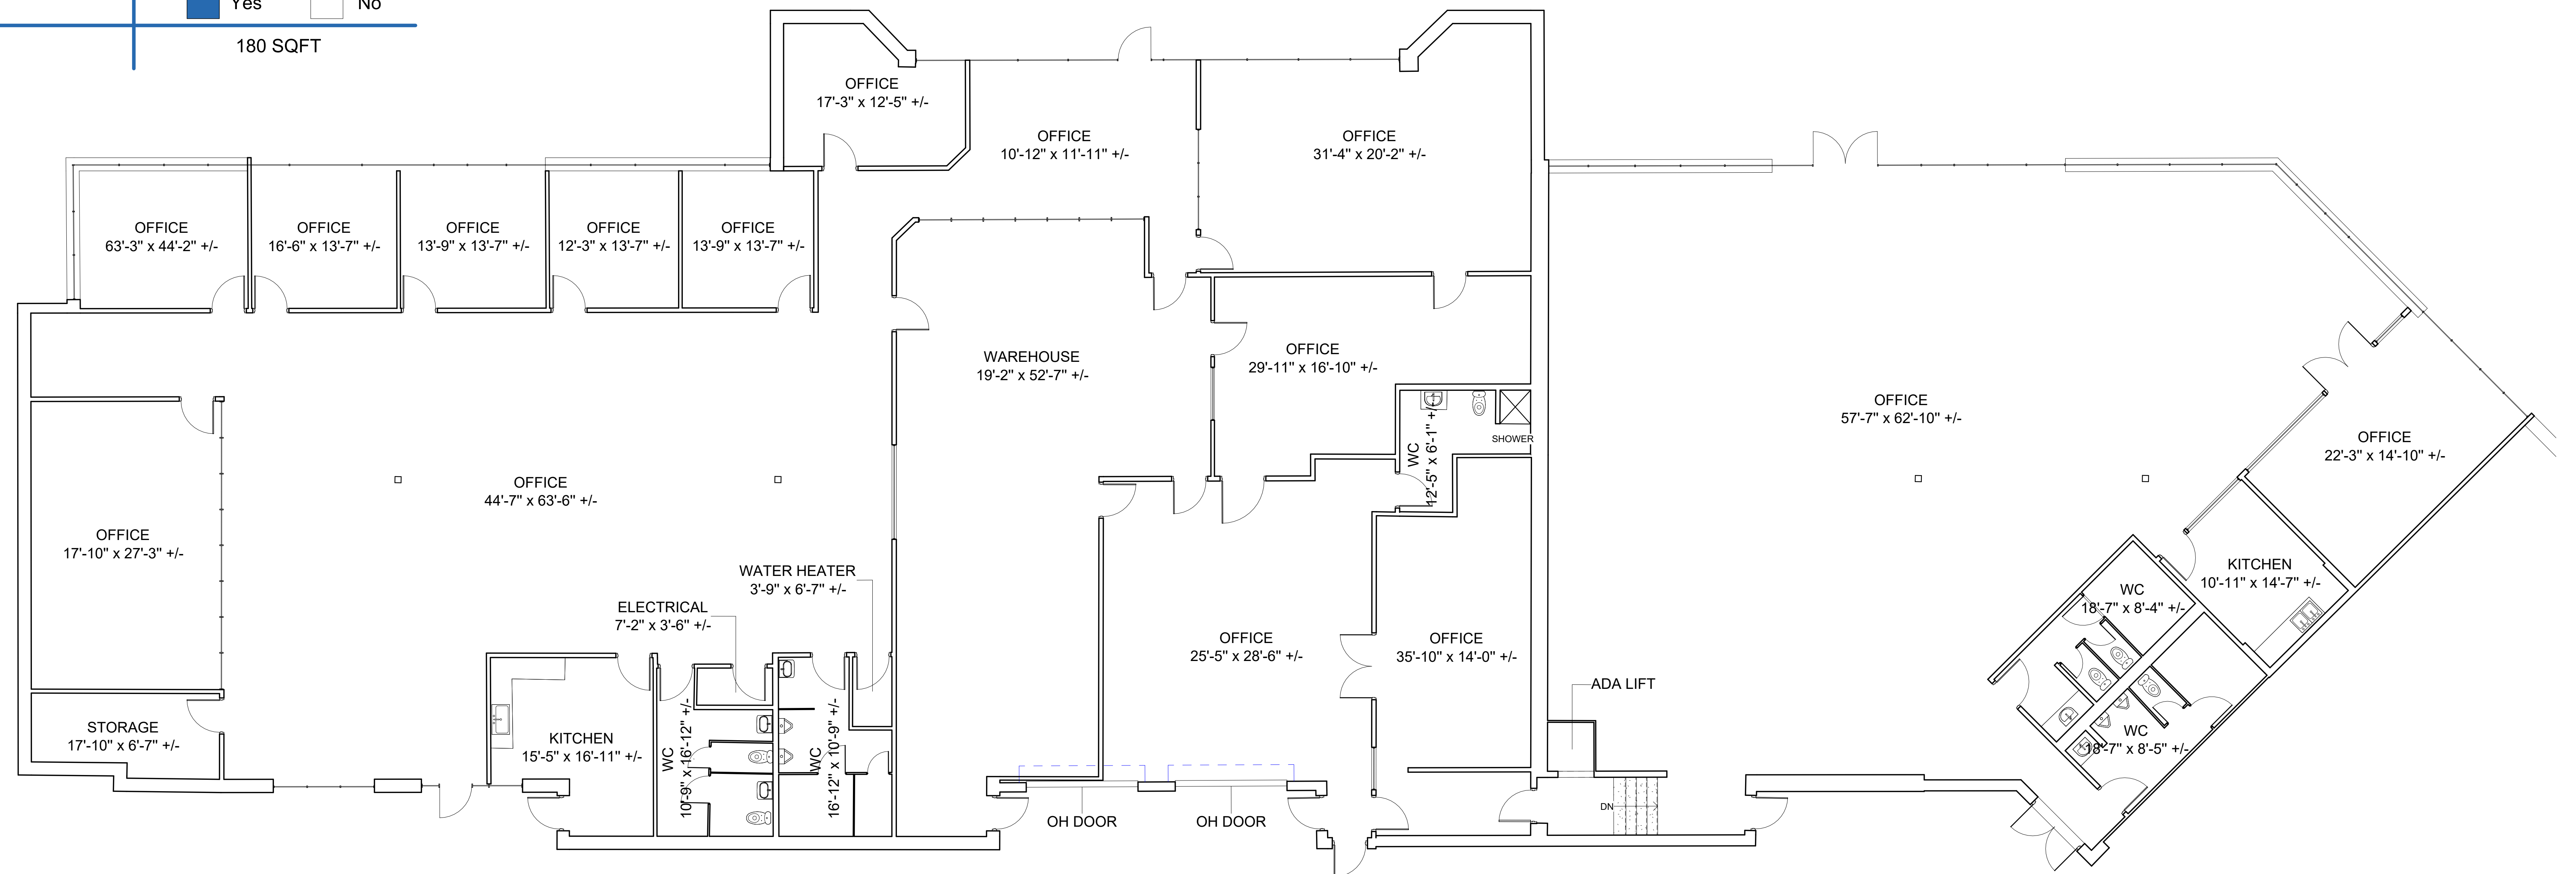 Yes
No
180 SQFT
OFFICE
17'-3" x 12'-5" +/-
OFFICE
10'-12" x 11'-11" +/-
OFFICE
31'-4" x 20'-2" +/-
OFFICE
63'-3" x 44'-2" +/-
OFFICE
16'-6" x 13'-7" +/-
OFFICE
13'-9" x 13'-7" +/-
OFFICE
12'-3" x 13'-7" +/-
OFFICE
13'-9" x 13'-7" +/-
WAREHOUSE
19'-2" x 52'-7" +/-
OFFICE
29'-11" x 16'-10" +/-
OFFICE
57'-7" x 62'-10" +/-
WC
12'-5" x 6'-1" +/-
SHOWER
OFFICE
22'-3" x 14'-10" +/-
OFFICE
44'-7" x 63'-6" +/-
OFFICE
17'-10" x 27'-3" +/-
WATER HEATER
3'-9" x 6'-7" +/-
ELECTRICAL
7'-2" x 3'-6" +/-
KITCHEN
10'-11" x 14'-7" +/-
WC
18'-7" x 8'-4" +/-
OFFICE
25'-5" x 28'-6" +/-
OFFICE
35'-10" x 14'-0" +/-
ADA LIFT
STORAGE
17'-10" x 6'-7" +/-
KITCHEN
15'-5" x 16'-11" +/-
WC
10'-9" x 16'-12" +/-
WC
16'-12" x 10'-9" +/-
WC
18'-7" x 8'-5" +/-
DN
OH DOOR
OH DOOR